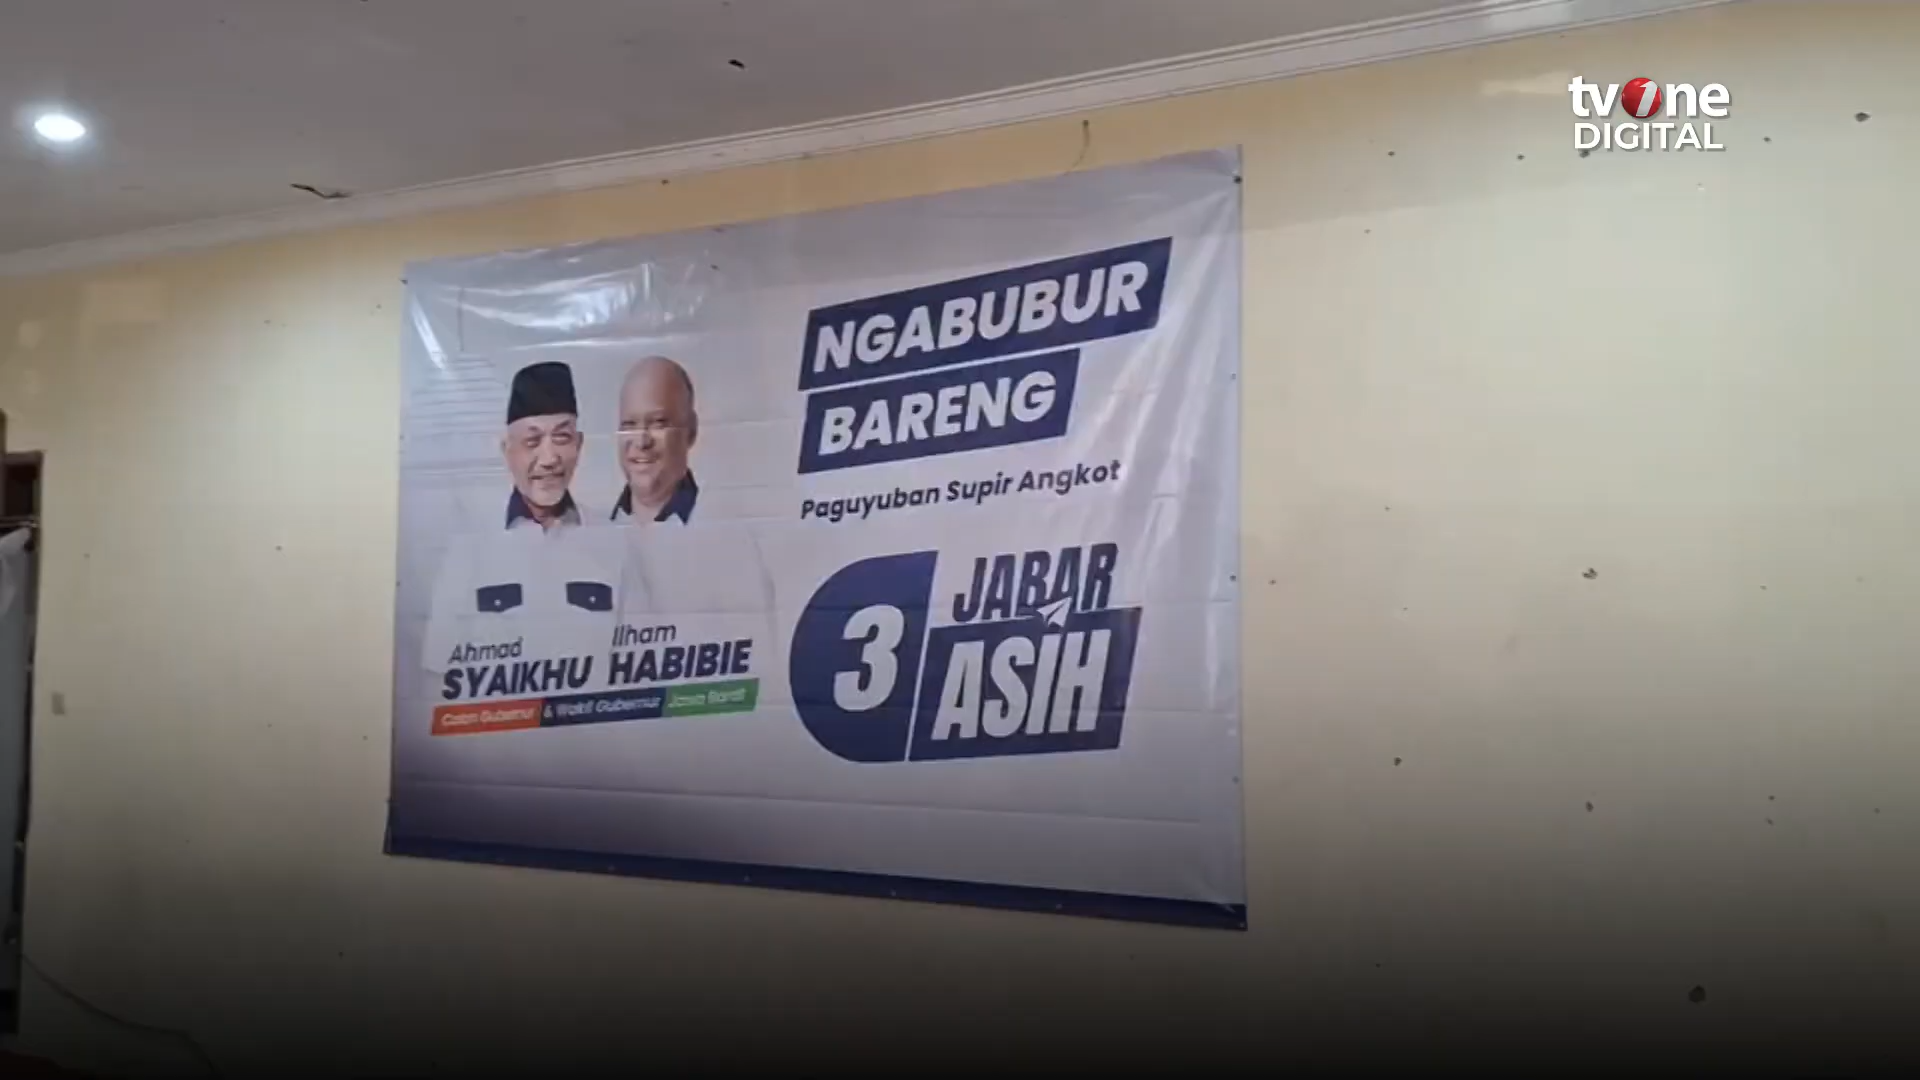 tvOne
DIGITAL
NGABUBUR
BARENG
Paguyuban Supir Angkot
3
JABAR
ASIH
Ahmad
SYAIKHU
Ilham
HABIBIE
Calon Gubernur & Wakil Gubernur Jawa Barat